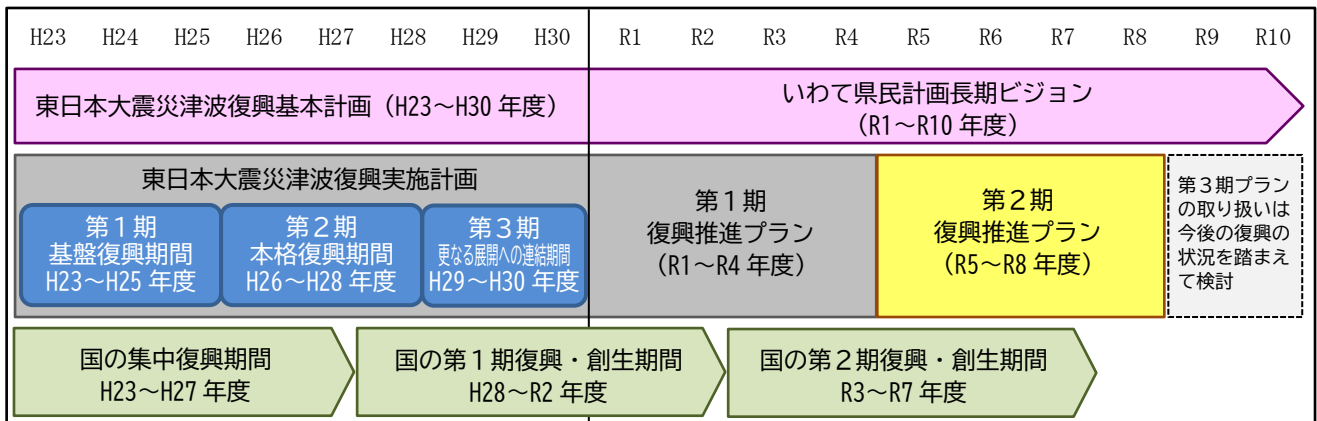 H23 H24 H25 H26 H27 H28 H29 H30 R1 R2 R3 R4 R5 R6 R7 R8 R9 R10
東日本大震災津波復興基本計画（H23～H30 年度）
いわて県民計画長期ビジョン
（R1～R10 年度）
東日本大震災津波復興実施計画
第１期
基盤復興期間
H23～H25 年度
第２期
本格復興期間
H26～H28 年度
第３期
更なる展開への連結期間
H29～H30 年度
第１期
復興推進プラン
（R1～R4 年度）
第２期
復興推進プラン
（R5～R8 年度）
第３期プラン
の取り扱いは
今後の復興の
状況を踏まえ
て検討
国の集中復興期間
H23～H27 年度
国の第１期復興・創生期間
H28～R2 年度
国の第２期復興・創生期間
R3～R7 年度